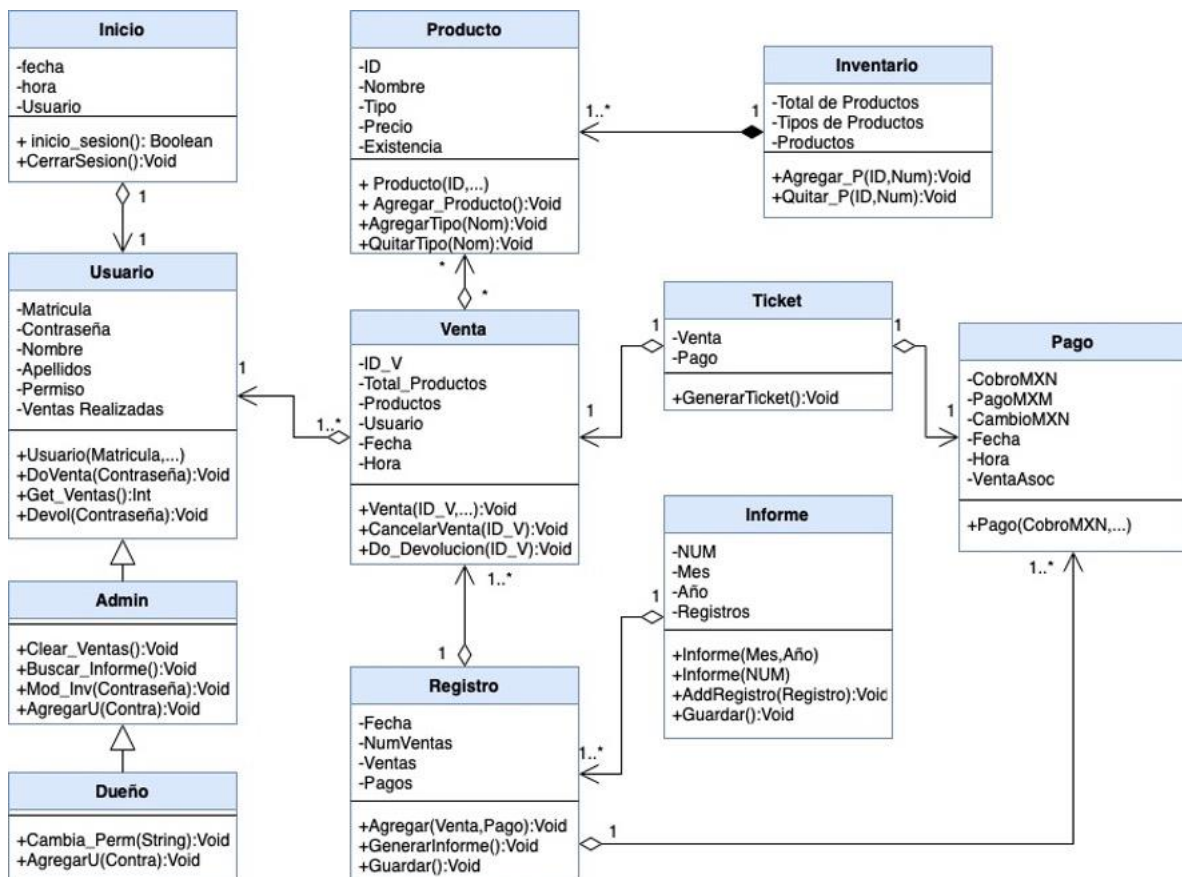 Inicio
-fecha
-hora
-Usuario
+ inicio_sesion(): Boolean
+CerrarSesion():Void
1
1
Usuario
-Matricula
-Contraseña
-Nombre
-Apellidos
-Permiso
-Ventas Realizadas
+Usuario(Matricula,...)
+DoVenta(Contraseña):Void
+Get_Ventas():Int
+Devol(Contraseña):Void
Admin
+Clear_Ventas():Void
+Buscar_Informe():Void
+Mod_Inv(Contraseña):Void
+AgregarU(Contra):Void
Dueño
+Cambia_Perm(String):Void
+AgregarU(Contra):Void
Producto
-ID
-Nombre
-Tipo
-Precio
-Existencia
+ Producto(ID,...)
+ Agregar_Producto():Void
+AgregarTipo(Nom):Void
+QuitarTipo(Nom):Void
1..*
1
Inventario
-Total de Productos
-Tipos de Productos
-Productos
+Agregar_P(ID,Num):Void
+Quitar_P(ID,Num):Void
*
*
Venta
-ID_V
-Total_Productos
-Productos
-Usuario
-Fecha
-Hora
+Venta(ID_V,...):Void
+CancelarVenta(ID_V):Void
+Do_Devolucion(ID_V):Void
1
1..*
Ticket
-Venta
-Pago
+GenerarTicket():Void
1
1
1
1
Pago
-CobroMXN
-PagoMXM
-CambioMXN
-Fecha
-Hora
-VentaAsoc
+Pago(CobroMXN,...)
1..*
Informe
-NUM
-Mes
-Año
-Registros
+Informe(Mes,Año)
+Informe(NUM)
+AddRegistro(Registro):Void
+Guardar():Void
1
1..*
1..*
1
Registro
-Fecha
-NumVentas
-Ventas
-Pagos
+Agregar(Venta,Pago):Void
+GenerarInforme():Void
+Guardar():Void
1